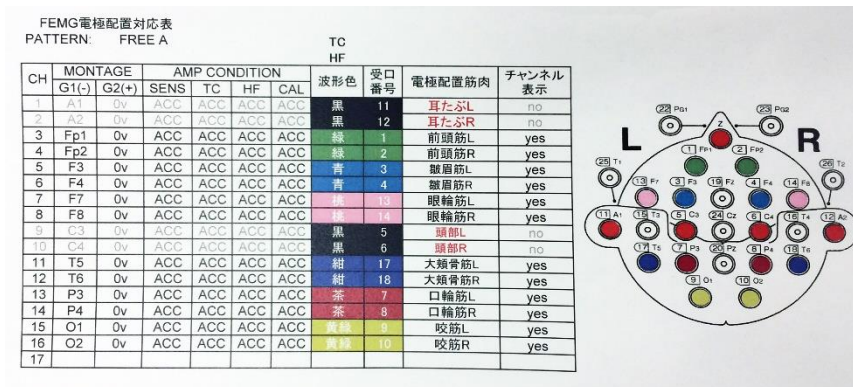 FEMG電極配置対応表
PATTERN: FREE A
TC
HF
CH MONTAGE AMP CONDITION 波形色 受口番号 電極配置筋肉 チャンネル表示
G1(-) G2(+) SENS TC HF CAL
1 A1 0v ACC ACC ACC ACC 黒 11 耳たぶL no
2 A2 0v ACC ACC ACC ACC 黒 12 耳たぶR no
3 Fp1 0v ACC ACC ACC ACC 緑 1 前頭筋L yes
4 Fp2 0v ACC ACC ACC ACC 緑 2 前頭筋R yes
5 F3 0v ACC ACC ACC ACC 青 3 皺眉筋L yes
6 F4 0v ACC ACC ACC ACC 青 4 皺眉筋R yes
7 F7 0v ACC ACC ACC ACC 桃 13 眼輪筋L yes
8 F8 0v ACC ACC ACC ACC 桃 14 眼輪筋R yes
9 C3 0v ACC ACC ACC ACC 黒 5 頭部L no
10 C4 0v ACC ACC ACC ACC 黒 6 頭部R no
11 T5 0v ACC ACC ACC ACC 紺 17 大頬骨筋L yes
12 T6 0v ACC ACC ACC ACC 紺 18 大頬骨筋R yes
13 P3 0v ACC ACC ACC ACC 茶 7 口輪筋L yes
14 P4 0v ACC ACC ACC ACC 茶 8 口輪筋R yes
15 O1 0v ACC ACC ACC ACC 黄緑 9 咬筋L yes
16 O2 0v ACC ACC ACC ACC 黄緑 10 咬筋R yes
17
22 PG1 23 PG2
Z
L R
1 FP1 2 FP2
25 T1 26 T2
13 F7 3 F3 19 FZ 4 F4 14 F8
11 A1 15 T3 5 C3 24 CZ 6 C4 16 T4 12 A2
17 T5 7 P3 20 PZ 8 P4 18 T6
9 O1 10 O2